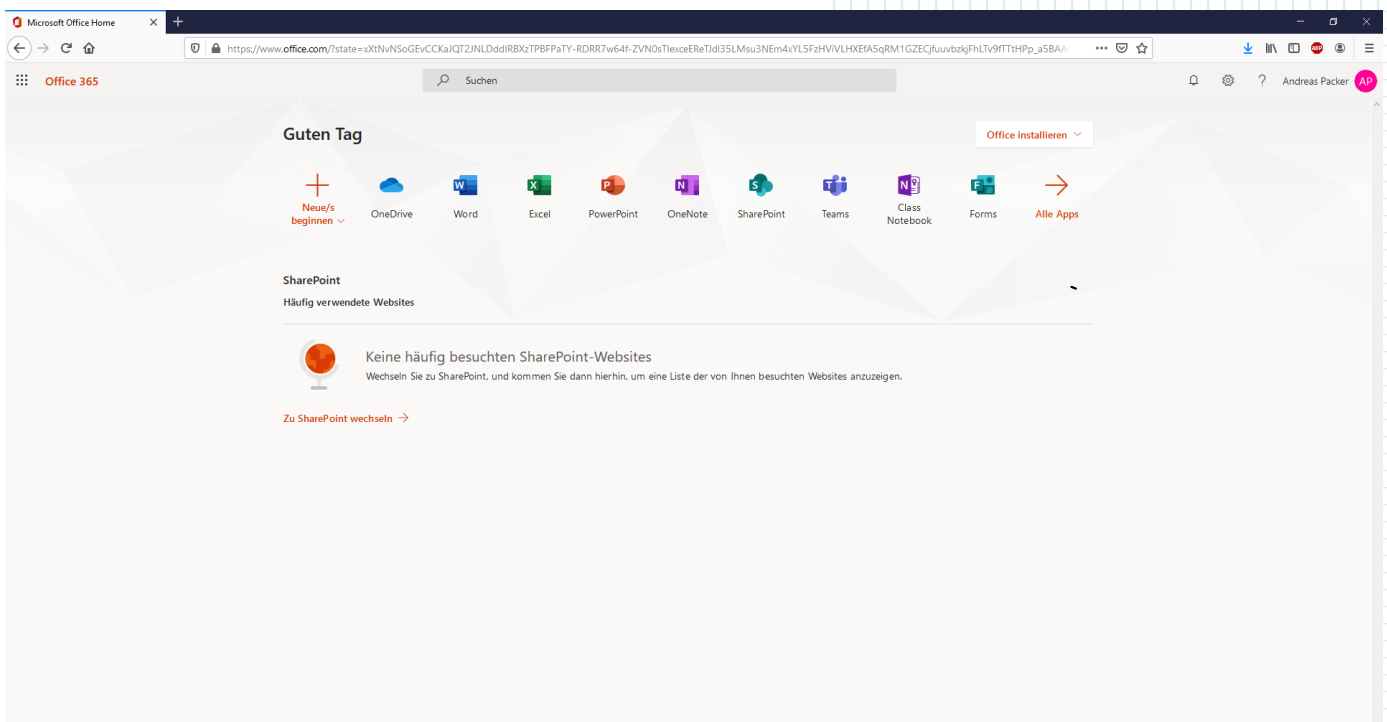 Microsoft Office Home
https://www.office.com/?state=xXtNvNSoGEvCCKaJQT2JNLDddIRBXzTPBFPaTY-RDRR7w64f-ZVN0sTlexceEReTJdI35LMsu3NEm4xYL5FzHViVLHXEfA5qRM1GZECjfuuvbzkjFhLTv9fTTtHPp_a5BAA
ABP
Office 365
Suchen
Andreas Packer AP
Guten Tag
Office installieren
Neue/s beginnen
OneDrive
Word
Excel
PowerPoint
OneNote
SharePoint
Teams
Class Notebook
Forms
Alle Apps
SharePoint
Häufig verwendete Websites
Keine häufig besuchten SharePoint-Websites
Wechseln Sie zu SharePoint, und kommen Sie dann hierhin, um eine Liste der von Ihnen besuchten Websites anzuzeigen.
Zu SharePoint wechseln